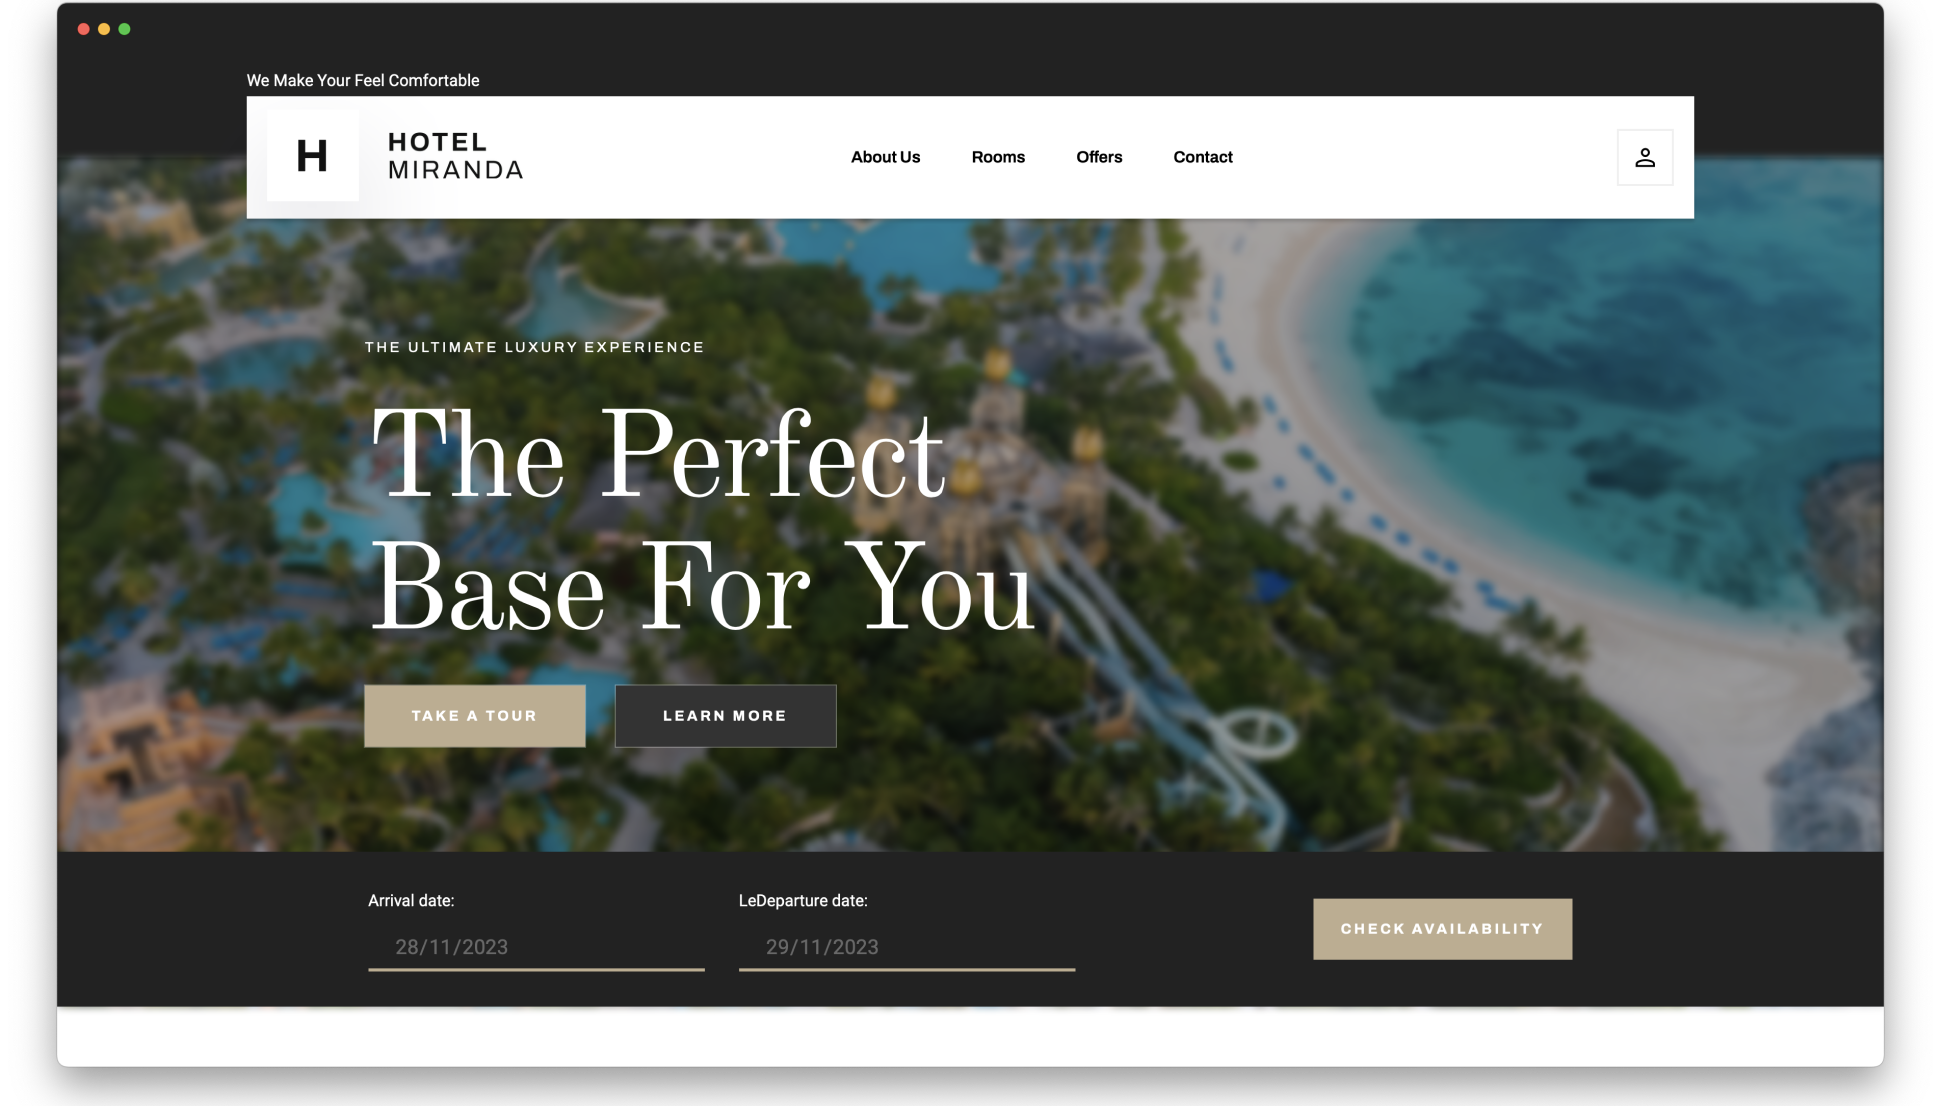 We Make Your Feel Comfortable
H
HOTEL
MIRANDA
About Us
Rooms
Offers
Contact
THE ULTIMATE LUXURY EXPERIENCE
The Perfect
Base For You
TAKE A TOUR
LEARN MORE
Arrival date:
LeDeparture date:
28/11/2023
29/11/2023
CHECK AVAILABILITY